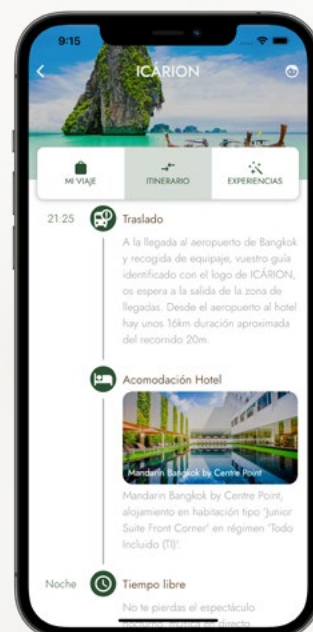 9:15
ICÁRION
MI VIAJE
ITINERARIO
EXPERIENCIAS
21:25
Traslado
A la llegada al aeropuerto de Bangkok
y recogida de equipaje, vuestro guía
identificado con el logo de ICÁRION,
os espera a la salida de la zona de
llegadas. Desde el aeropuerto al hotel
hay unos 16km duración aproximada
del recorrido 20m.
Acomodación Hotel
Mandarin Bangkok by Centre Point
Mandarin Bangkok by Centre Point,
alojamiento en habitación tipo 'Junior
Suite Front Corner' en régimen 'Todo
Incluido (TI)'.
Noche
Tiempo libre
No te pierdas el espectáculo
directo